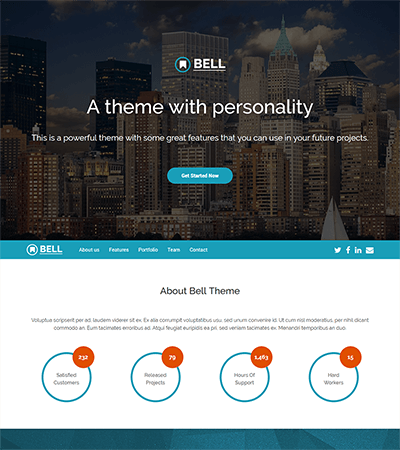 BELL
A theme with personality
This is a powerful theme with some great features that you can use in your future projects.
Get Started Now
BELL About us Features Portfolio Team Contact
About Bell Theme
Voluptua scripserit per ad, laudem viderer sit ex. Ex alia corrumpit voluptatibus usu, sed unum convenire id. Ut cum nisl moderatius, per nihil dicant
commodo an. Eum tacimates erroribus ad. Atqui feugiat euripidis ea pri, sed veniam tacimates ex. Menandri temporibus an duo.
232 79 1,463 15
Satisfied Released Hours Of Hard
Customers Projects Support Workers